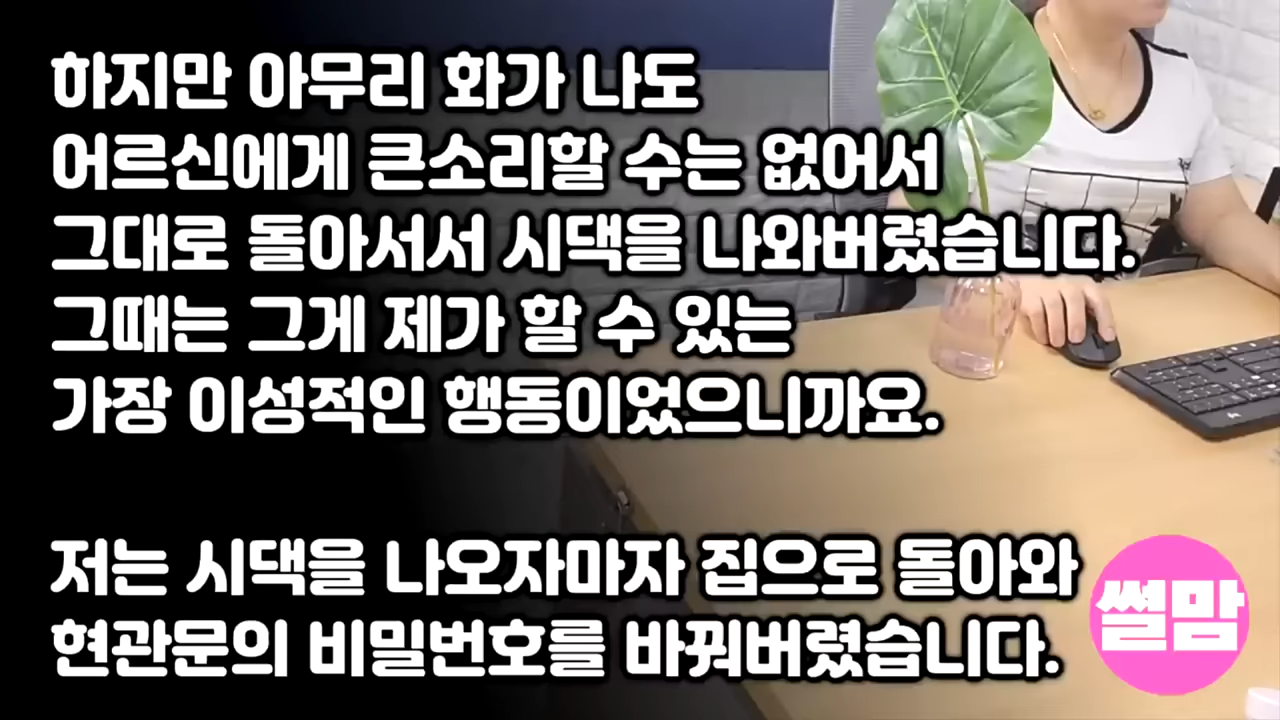 하지만 아무리 화가 나도
어르신에게 큰소리할 수는 없어서
그대로 돌아서서 시댁을 나와버렸습니다.
그때는 그게 제가 할 수 있는
가장 이성적인 행동이었으니까요.
저는 시댁을 나오자마자 집으로 돌아와
현관문의 비밀번호를 바꿔버렸습니다.
썰맘